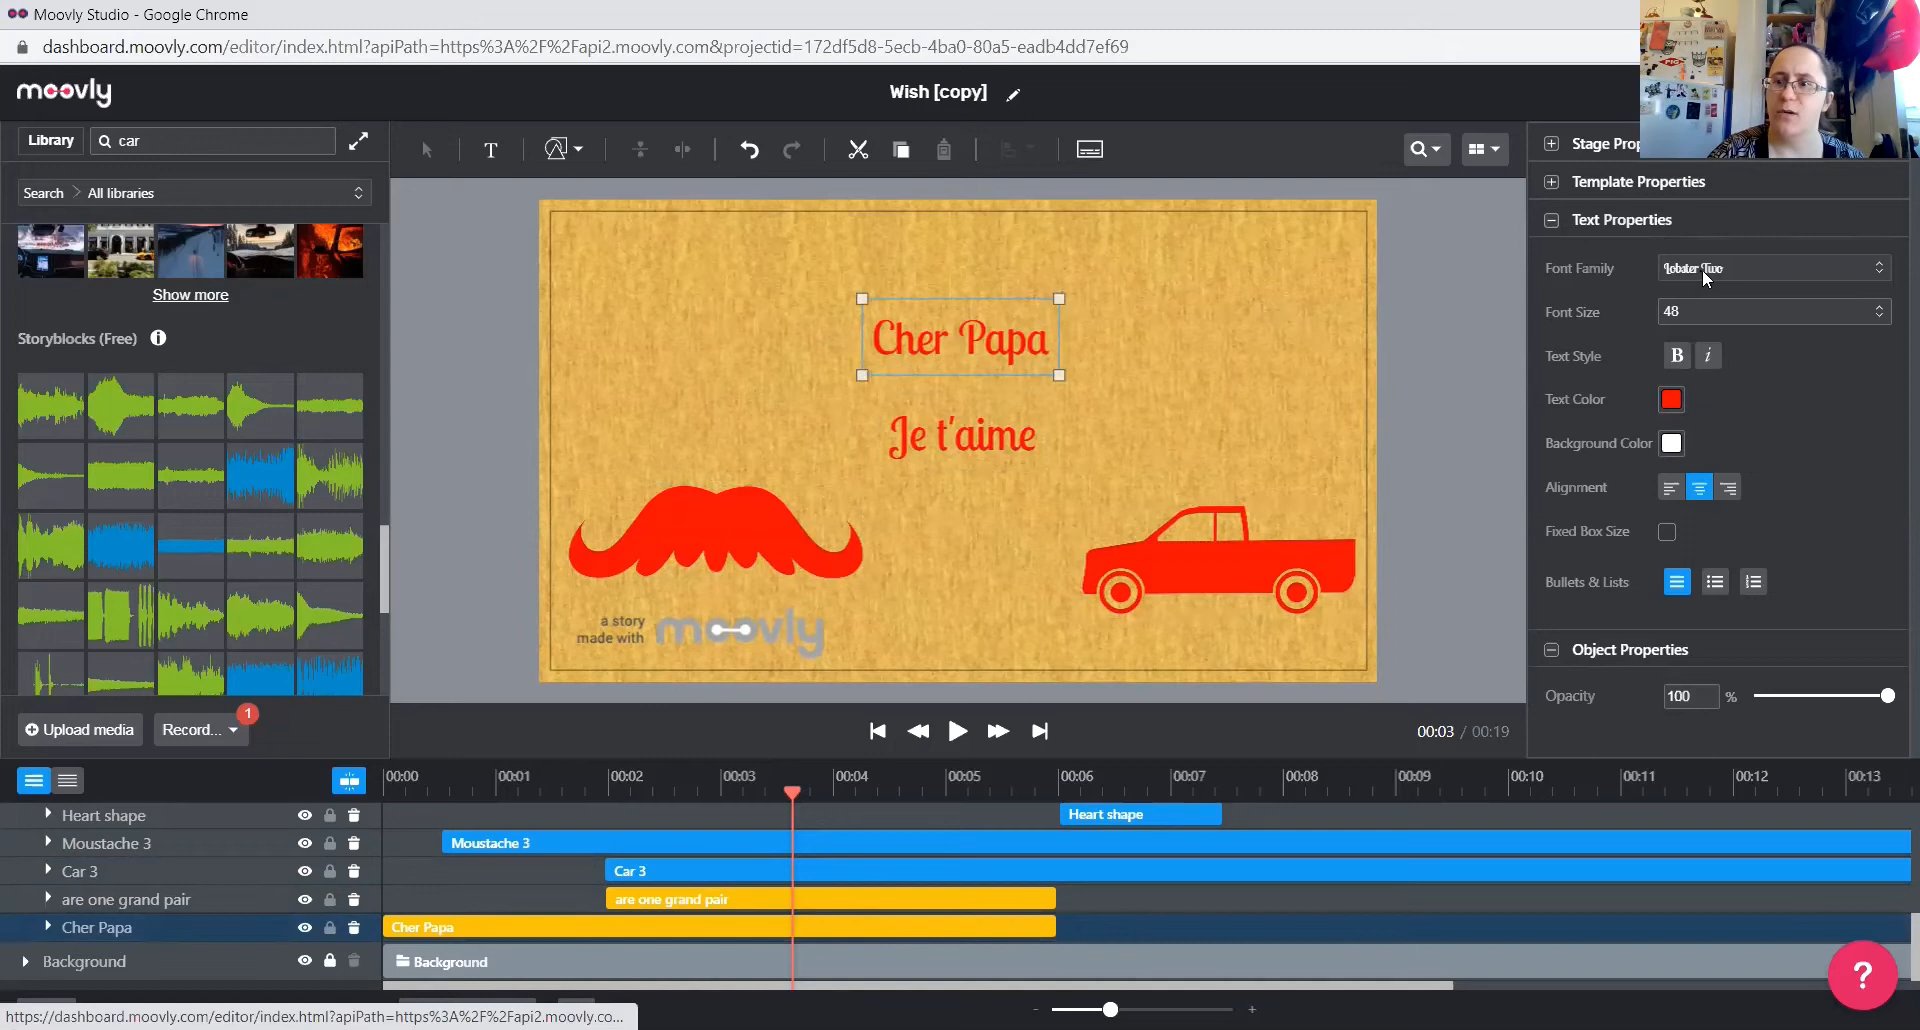 Moovly Studio - Google Chrome
dashboard.moovly.com/editor/index.html?apiPath=https%3A%2F%2Fapi2.moovly.com&projectid=172df5d8-5ecb-4ba0-80a5-eadb4dd7ef69
moovly
Wish [copy]
Library
car
T
Stage Prop
Search > All libraries
Template Properties
Text Properties
Font Family
Lobster Two
Show more
Font Size
48
Storyblocks (Free)
Cher Papa
Text Style
B i
Text Color
Je t'aime
Background Color
Alignment
Fixed Box Size
Bullets & Lists
a story
made with moovly
Object Properties
Opacity
100 %
Upload media
Record...
1
00:03 / 00:19
00:00 00:01 00:02 00:03 00:04 00:05 00:06 00:07 00:08 00:09 00:10 00:11 00:12 00:13
Heart shape
Heart shape
Moustache 3
Moustache 3
Car 3
Car 3
are one grand pair
are one grand pair
Cher Papa
Cher Papa
Background
Background
- +
?
https://dashboard.moovly.com/editor/index.html?apiPath=https%3A%2F%2Fapi2.moovly.co...